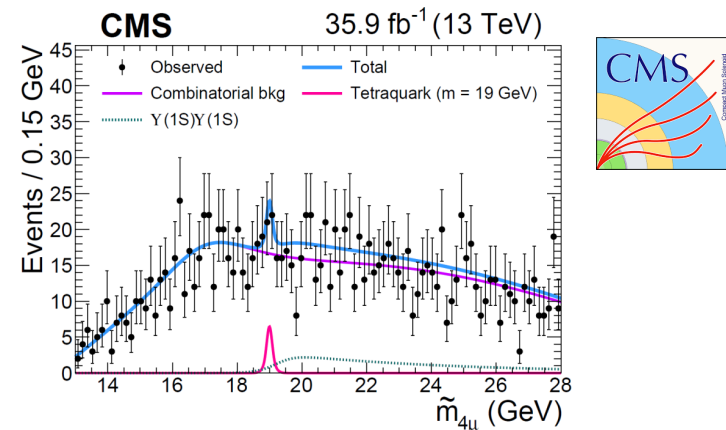 CMS 35.9 fb⁻¹ (13 TeV)
Events / 0.15 GeV
45
40
35
30
25
20
15
10
5
0
Observed Total
Combinatorial bkg Tetraquark (m = 19 GeV)
Υ(1S)Υ(1S)
14 16 18 20 22 24 26 28
m̃₄μ (GeV)
CMS
Compact Muon Solenoid